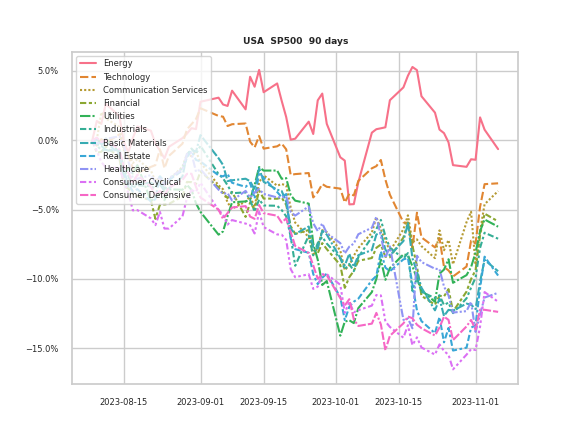 USA SP500 90 days
5.0%
0.0%
−5.0%
−10.0%
−15.0%
Energy
Technology
Communication Services
Financial
Utilities
Industrials
Basic Materials
Real Estate
Healthcare
Consumer Cyclical
Consumer Defensive
2023-08-15
2023-09-01
2023-09-15
2023-10-01
2023-10-15
2023-11-01